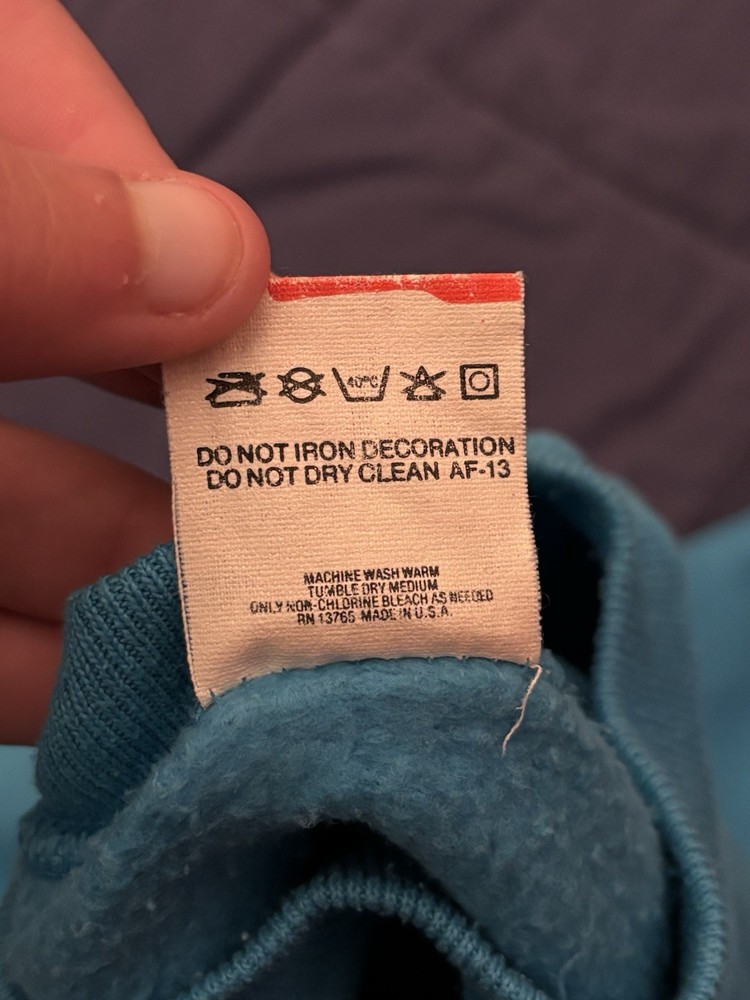 40°C
DO NOT IRON DECORATION
DO NOT DRY CLEAN AF-13
MACHINE WASH WARM
TUMBLE DRY MEDIUM
ONLY NON-CHLORINE BLEACH AS NEEDED
RN 13765 MADE IN U.S.A.